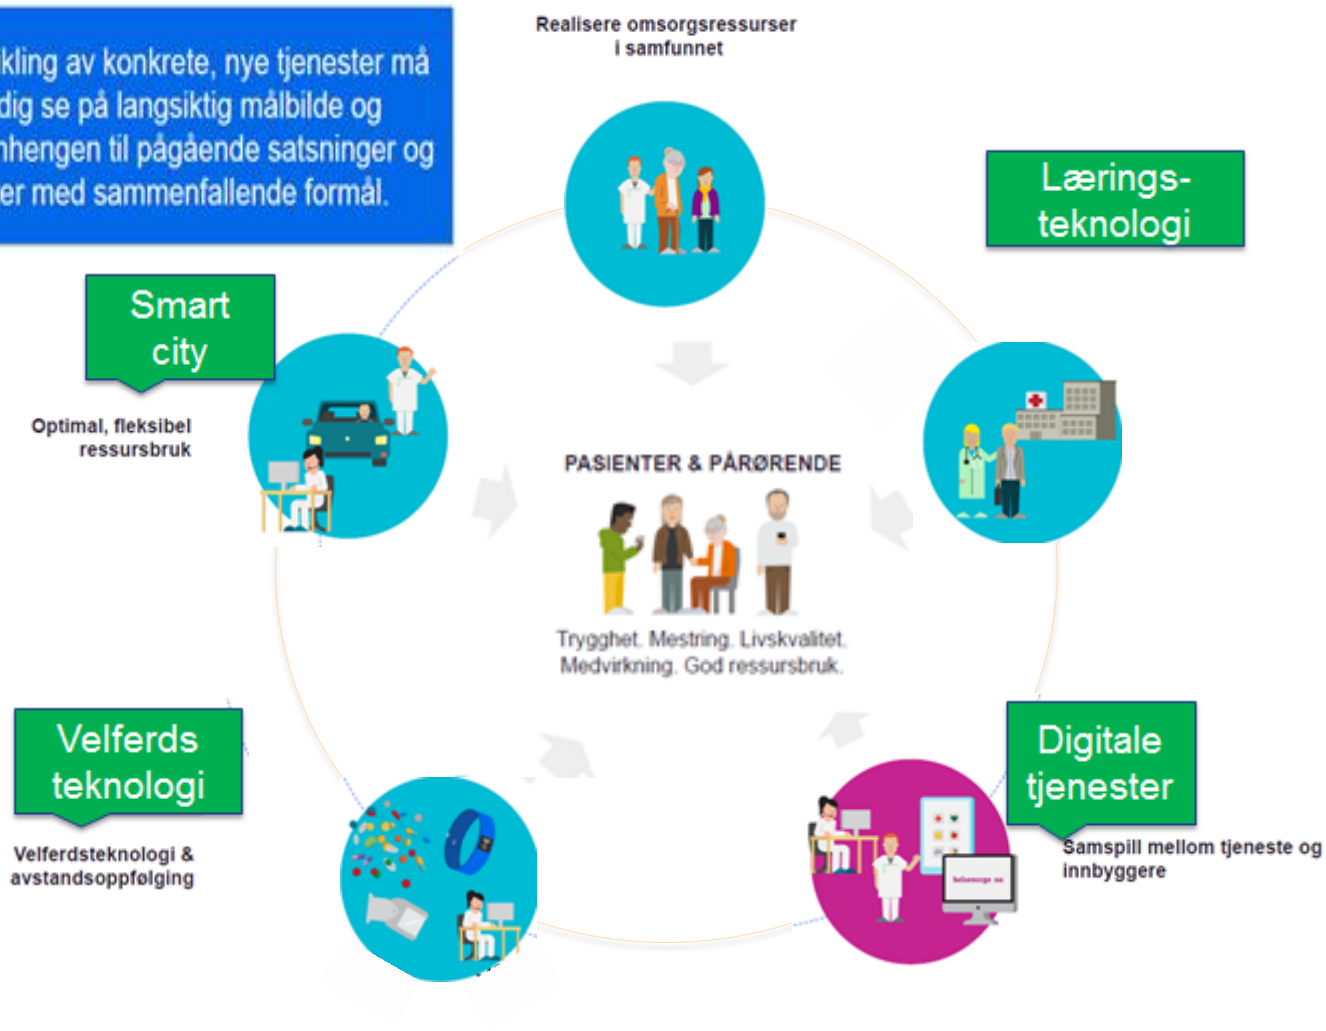 Realisere omsorgsressurser
i samfunnet
kling av konkrete, nye tjenester må
dig se på langsiktig målbilde og
nhengen til pågående satsninger og
er med sammenfallende formål.
Lærings-
teknologi
Smart
city
Optimal, fleksibel
ressursbruk
PASIENTER & PÅRØRENDE
Trygghet. Mestring. Livskvalitet.
Medvirkning. God ressursbruk.
Velferds
teknologi
Velferdsteknologi &
avstandsoppfølging
Digitale
tjenester
Samspill mellom tjeneste og
innbyggere
helsenorge no